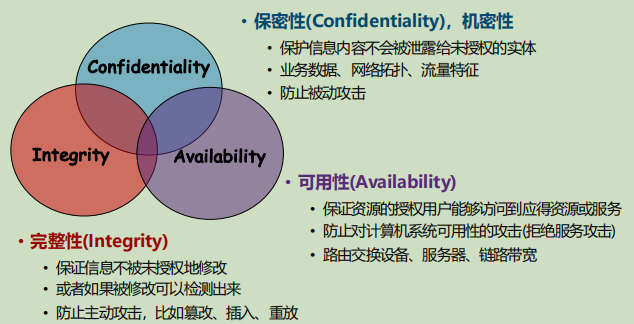 • 保密性(Confidentiality)，机密性
• 保护信息内容不会被泄露给未授权的实体
• 业务数据、网络拓扑、流量特征
• 防止被动攻击
Confidentiality
Integrity
Availability
• 可用性(Availability)
• 保证资源的授权用户能够访问到应得资源或服务
• 防止对计算机系统可用性的攻击(拒绝服务攻击)
• 路由交换设备、服务器、链路带宽
• 完整性(Integrity)
• 保证信息不被未授权地修改
• 或者如果被修改可以检测出来
• 防止主动攻击，比如篡改、插入、重放